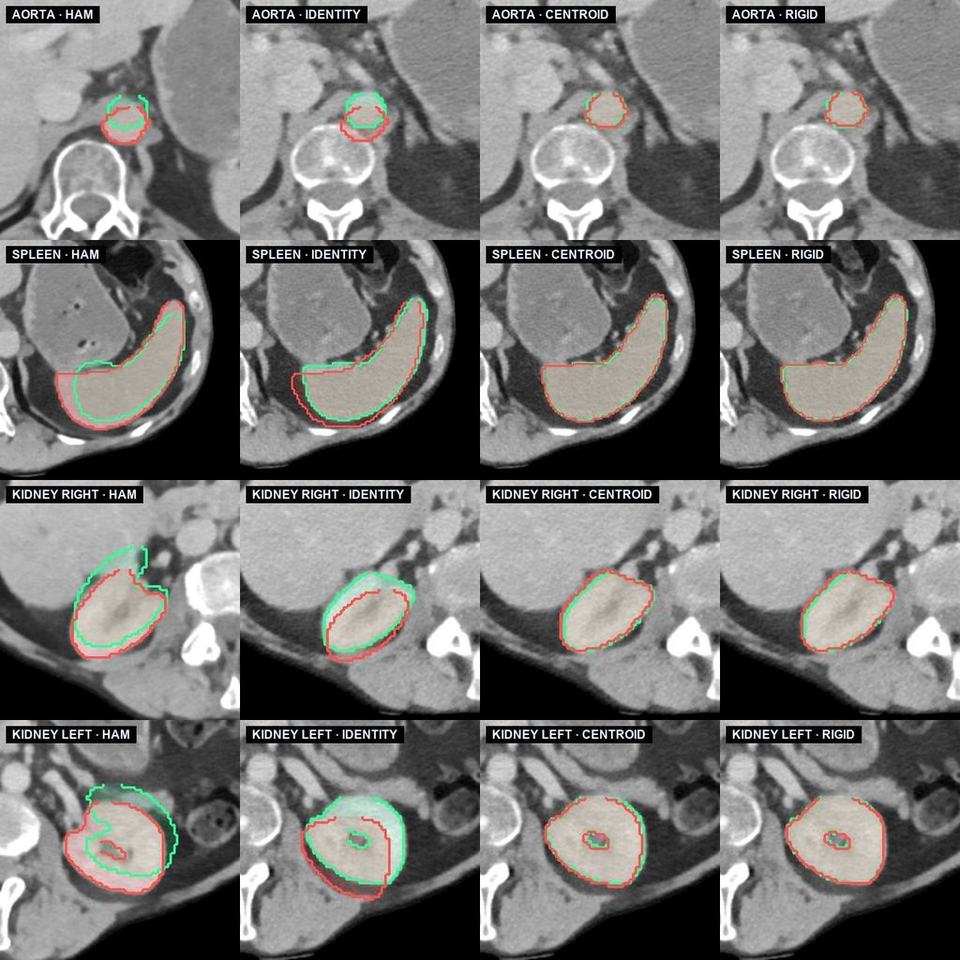 AORTA · HAM
AORTA · IDENTITY
AORTA · CENTROID
AORTA · RIGID
SPLEEN · HAM
SPLEEN · IDENTITY
SPLEEN · CENTROID
SPLEEN · RIGID
KIDNEY RIGHT · HAM
KIDNEY RIGHT · IDENTITY
KIDNEY RIGHT · CENTROID
KIDNEY RIGHT · RIGID
KIDNEY LEFT · HAM
KIDNEY LEFT · IDENTITY
KIDNEY LEFT · CENTROID
KIDNEY LEFT · RIGID